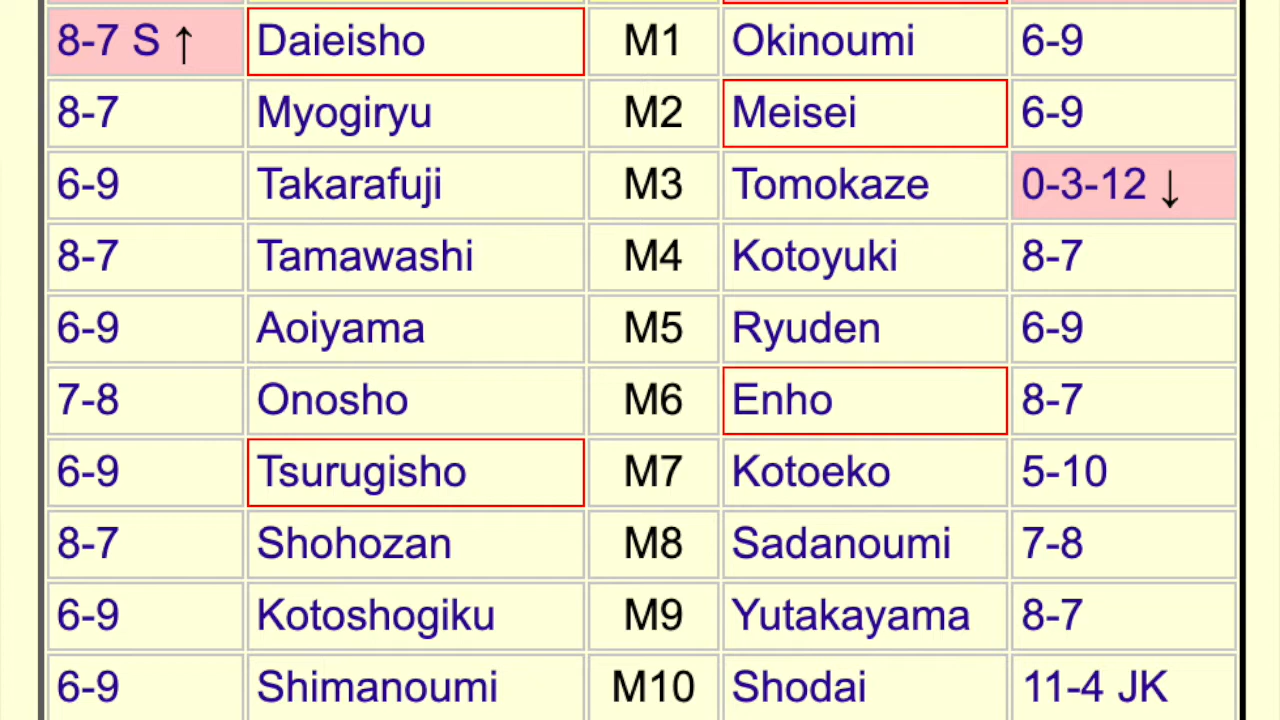 8-7 S ↑ Daieisho M1 Okinoumi 6-9
8-7 Myogiryu M2 Meisei 6-9
6-9 Takarafuji M3 Tomokaze 0-3-12 ↓
8-7 Tamawashi M4 Kotoyuki 8-7
6-9 Aoiyama M5 Ryuden 6-9
7-8 Onosho M6 Enho 8-7
6-9 Tsurugisho M7 Kotoeko 5-10
8-7 Shohozan M8 Sadanoumi 7-8
6-9 Kotoshogiku M9 Yutakayama 8-7
6-9 Shimanoumi M10 Shodai 11-4 JK